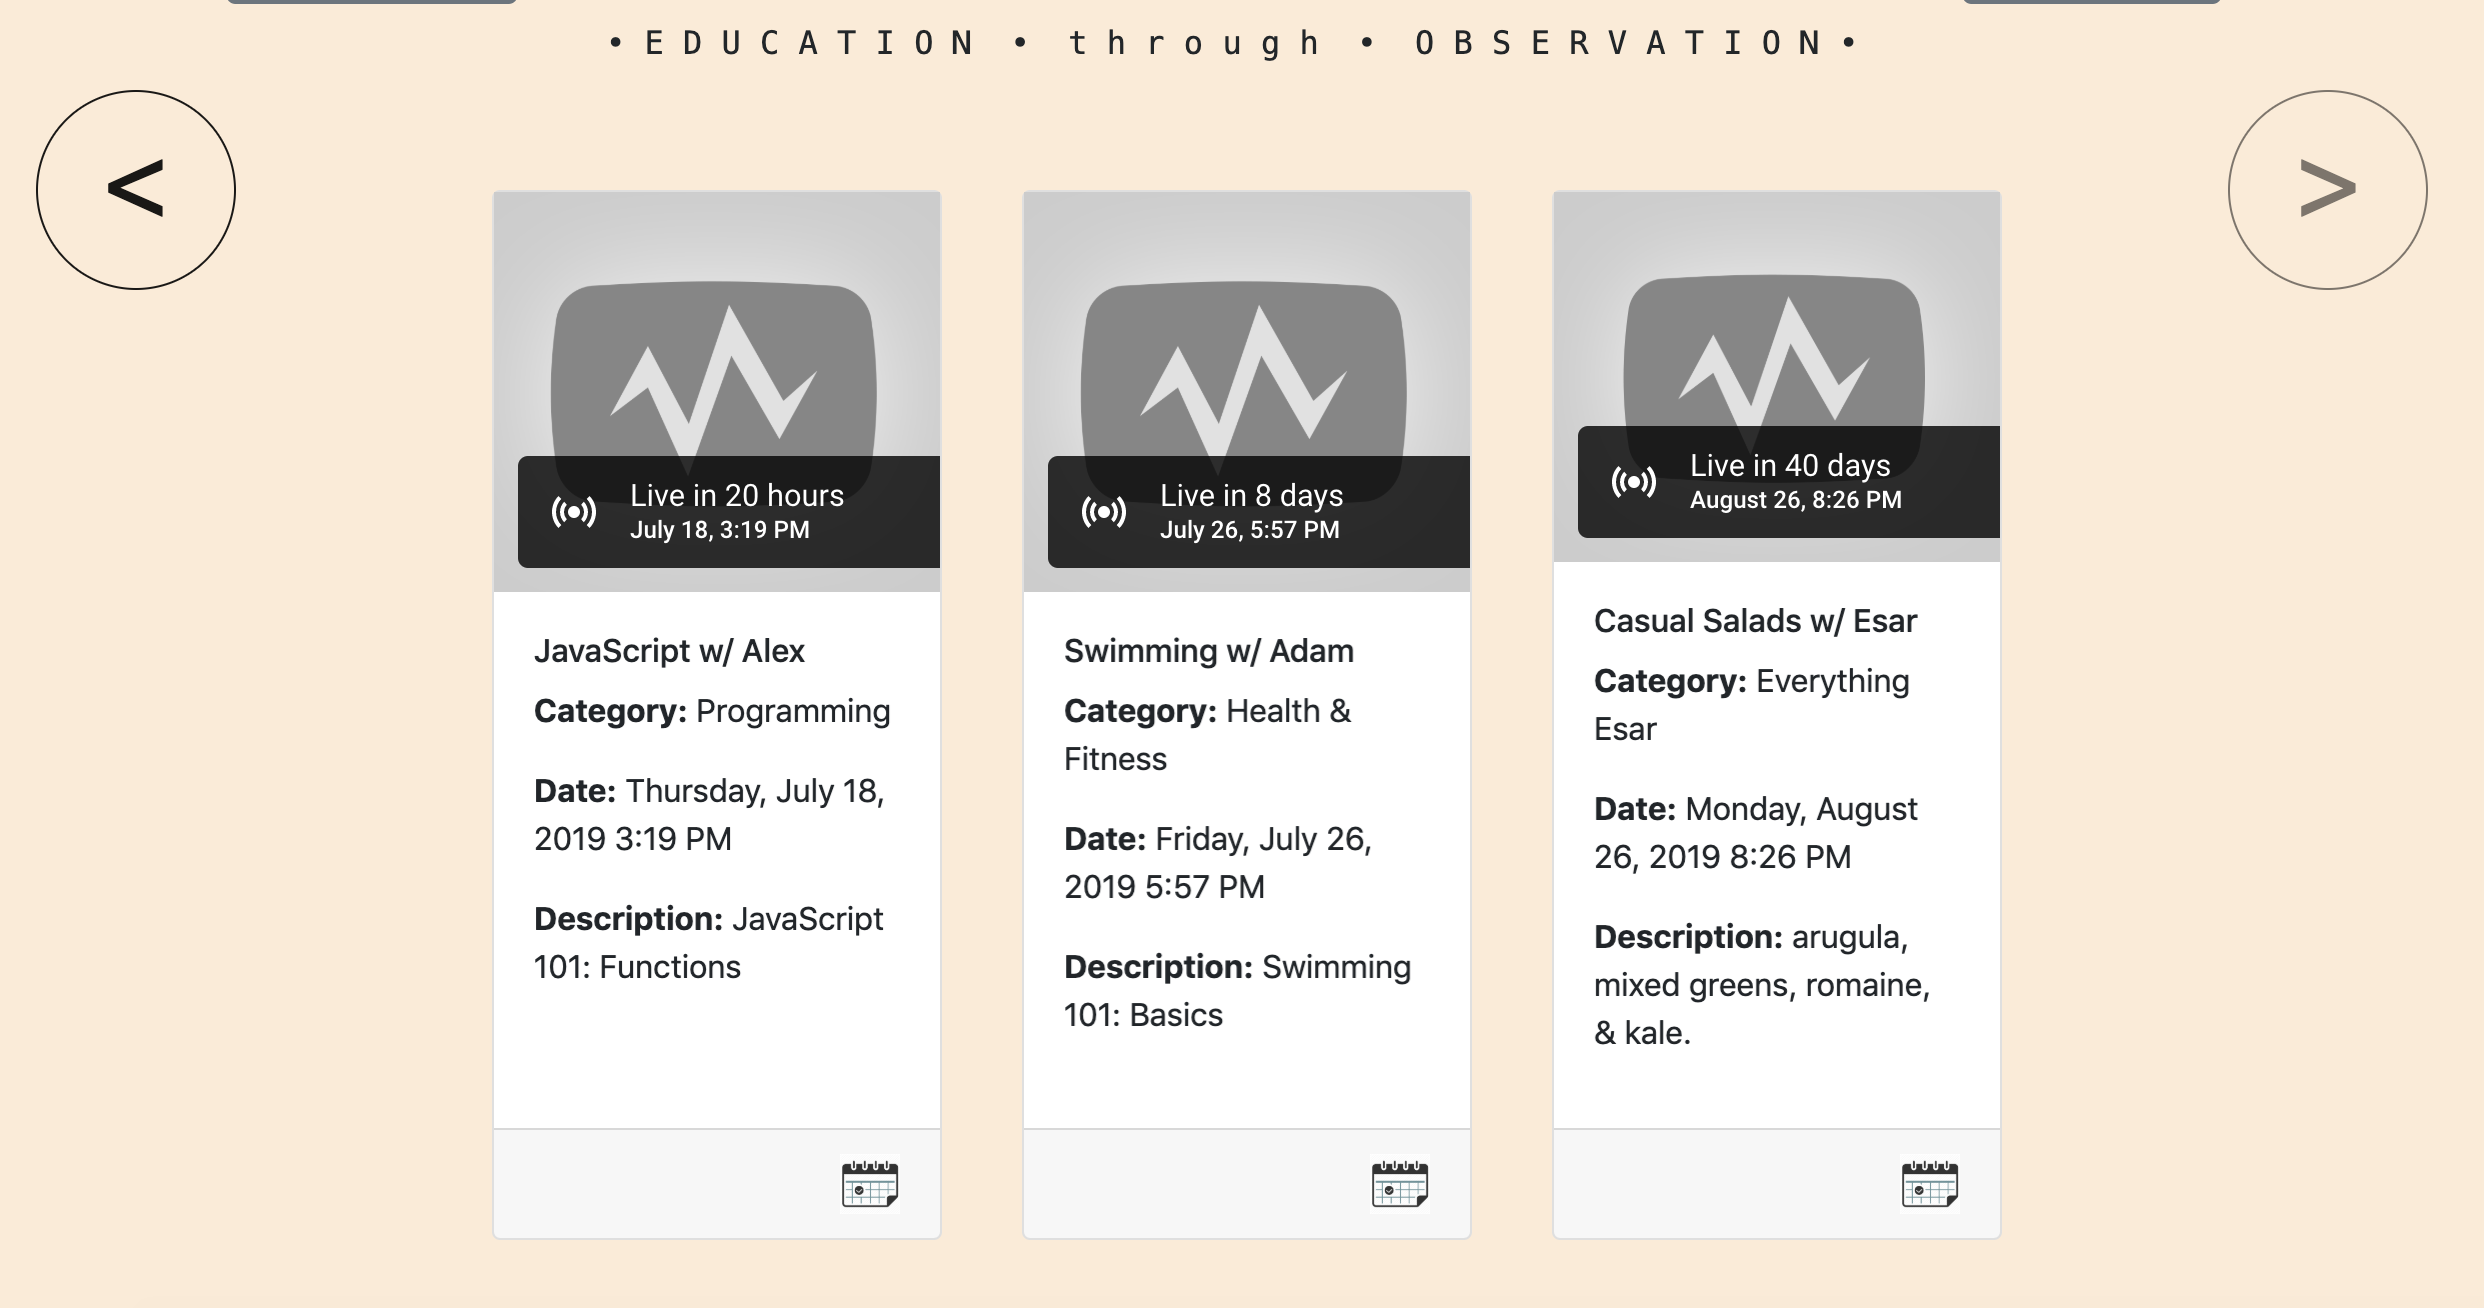 • EDUCATION • through • OBSERVATION •
<
>
Live in 20 hours
July 18, 3:19 PM
JavaScript w/ Alex
Category: Programming
Date: Thursday, July 18,
2019 3:19 PM
Description: JavaScript
101: Functions
Live in 8 days
July 26, 5:57 PM
Swimming w/ Adam
Category: Health &
Fitness
Date: Friday, July 26,
2019 5:57 PM
Description: Swimming
101: Basics
Live in 40 days
August 26, 8:26 PM
Casual Salads w/ Esar
Category: Everything
Esar
Date: Monday, August
26, 2019 8:26 PM
Description: arugula,
mixed greens, romaine,
& kale.